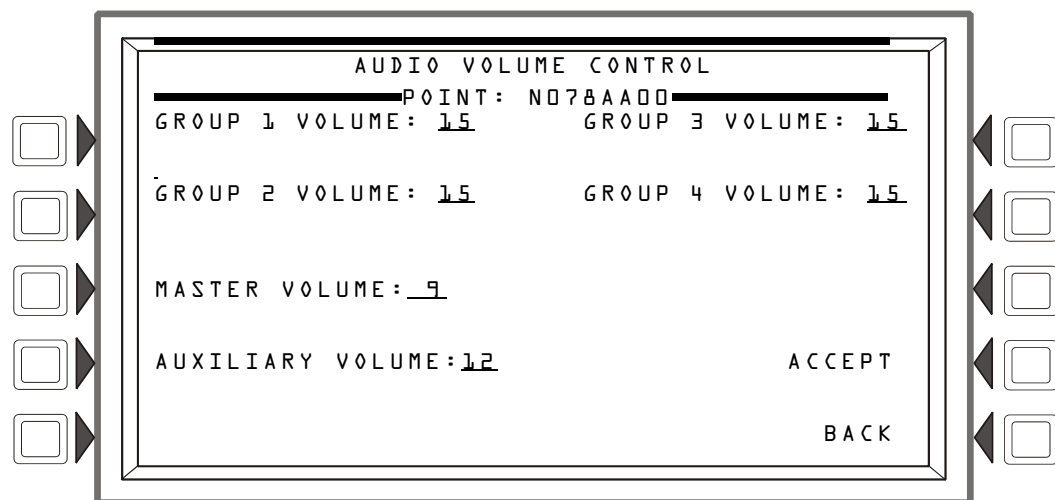 AUDIO VOLUME CONTROL
POINT: N078AA00
GROUP 1 VOLUME: 15 GROUP 3 VOLUME: 15
GROUP 2 VOLUME: 15 GROUP 4 VOLUME: 15
MASTER VOLUME: 9
AUXILIARY VOLUME:12 ACCEPT
BACK